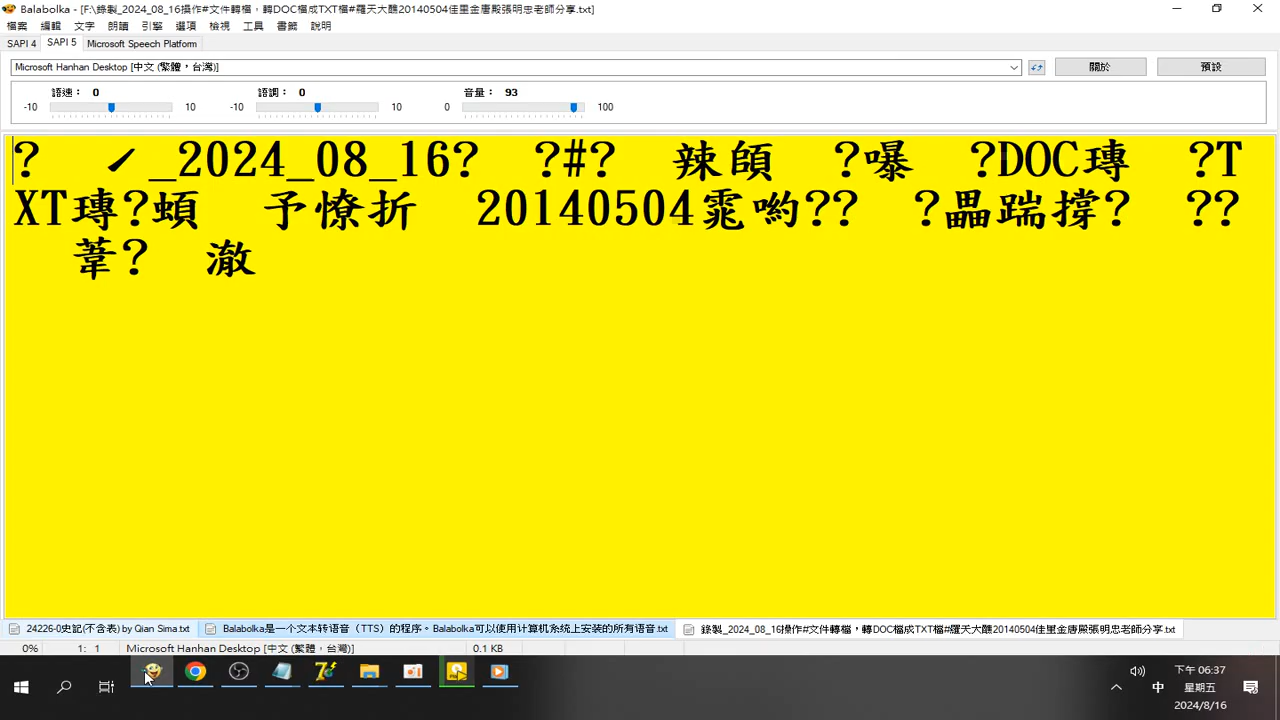 Balabolka - [F:\錄製_2024_08_16操作#文件轉檔，轉DOC檔成TXT檔#羅天大醮20140504佳里金唐殿張明忠老師分享.txt]
檔案 編輯 文字 朗讀 引擎 選項 檢視 工具 書籤 說明
SAPI 4 SAPI 5 Microsoft Speech Platform
Microsoft Hanhan Desktop [中文 (繁體，台灣)] 關於 預設
語速： 0 語調： 0 音量： 93
-10 10 -10 10 0 100
? ˊ_2024_08_16? ?#? 辣頧 ?曝 ?DOC瑼 ?T
XT瑼?蝢 予憭折 20140504雿喲?? ?畾踹撐? ??
葦? 澈
24226-0史記(不含表) by Qian Sima.txt Balabolka是一个文本转语音（TTS）的程序。Balabolka可以使用计算机系统上安装的所有语音.txt 錄製_2024_08_16操作#文件轉檔，轉DOC檔成TXT檔#羅天大醮20140504佳里金唐殿張明忠老師分享.txt
0% 1: 1 Microsoft Hanhan Desktop [中文 (繁體，台灣)] 0.1 KB
下午 06:37
中 星期五
2024/8/16